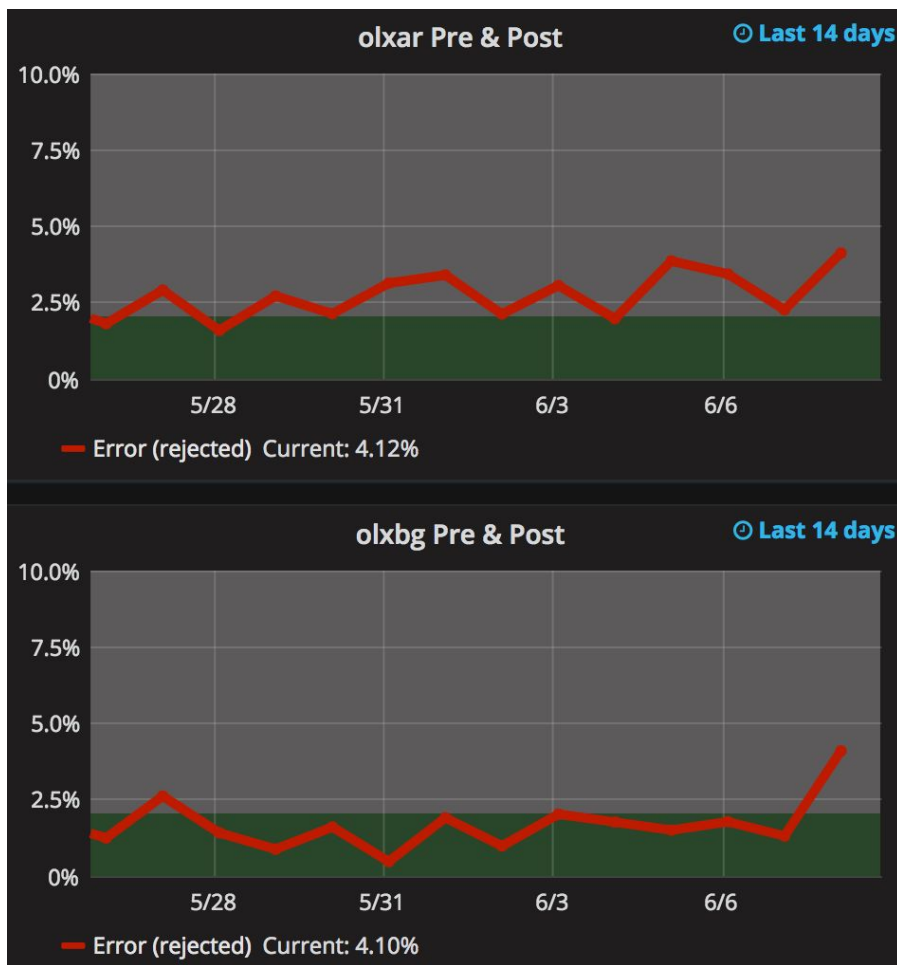 olxar Pre & Post
Last 14 days
10.0%
7.5%
5.0%
2.5%
0%
5/28 5/31 6/3 6/6
Error (rejected) Current: 4.12%
olxbg Pre & Post
Last 14 days
10.0%
7.5%
5.0%
2.5%
0%
5/28 5/31 6/3 6/6
Error (rejected) Current: 4.10%